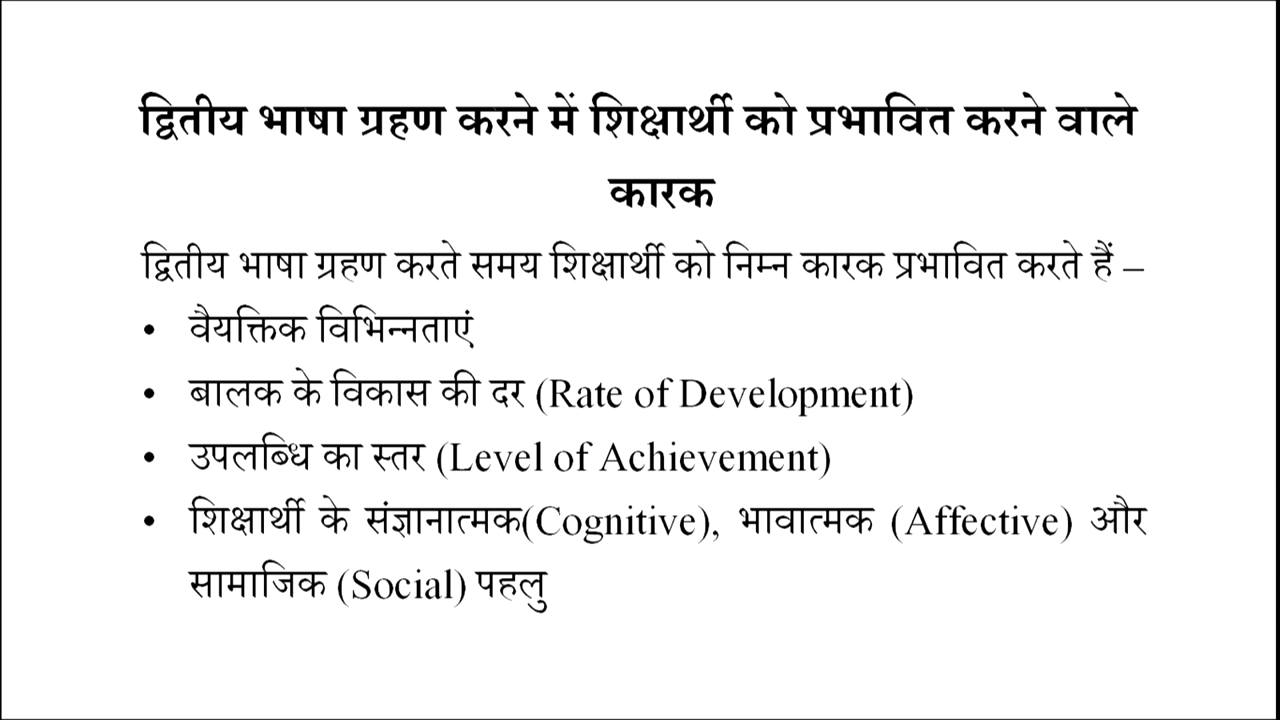 द्वितीय भाषा ग्रहण करने में शिक्षार्थी को प्रभावित करने वाले
कारक
द्वितीय भाषा ग्रहण करते समय शिक्षार्थी को निम्न कारक प्रभावित करते हैं –
• वैयक्तिक विभिन्नताएं
• बालक के विकास की दर (Rate of Development)
• उपलब्धि का स्तर (Level of Achievement)
• शिक्षार्थी के संज्ञानात्मक(Cognitive), भावात्मक (Affective) और
सामाजिक (Social) पहलु